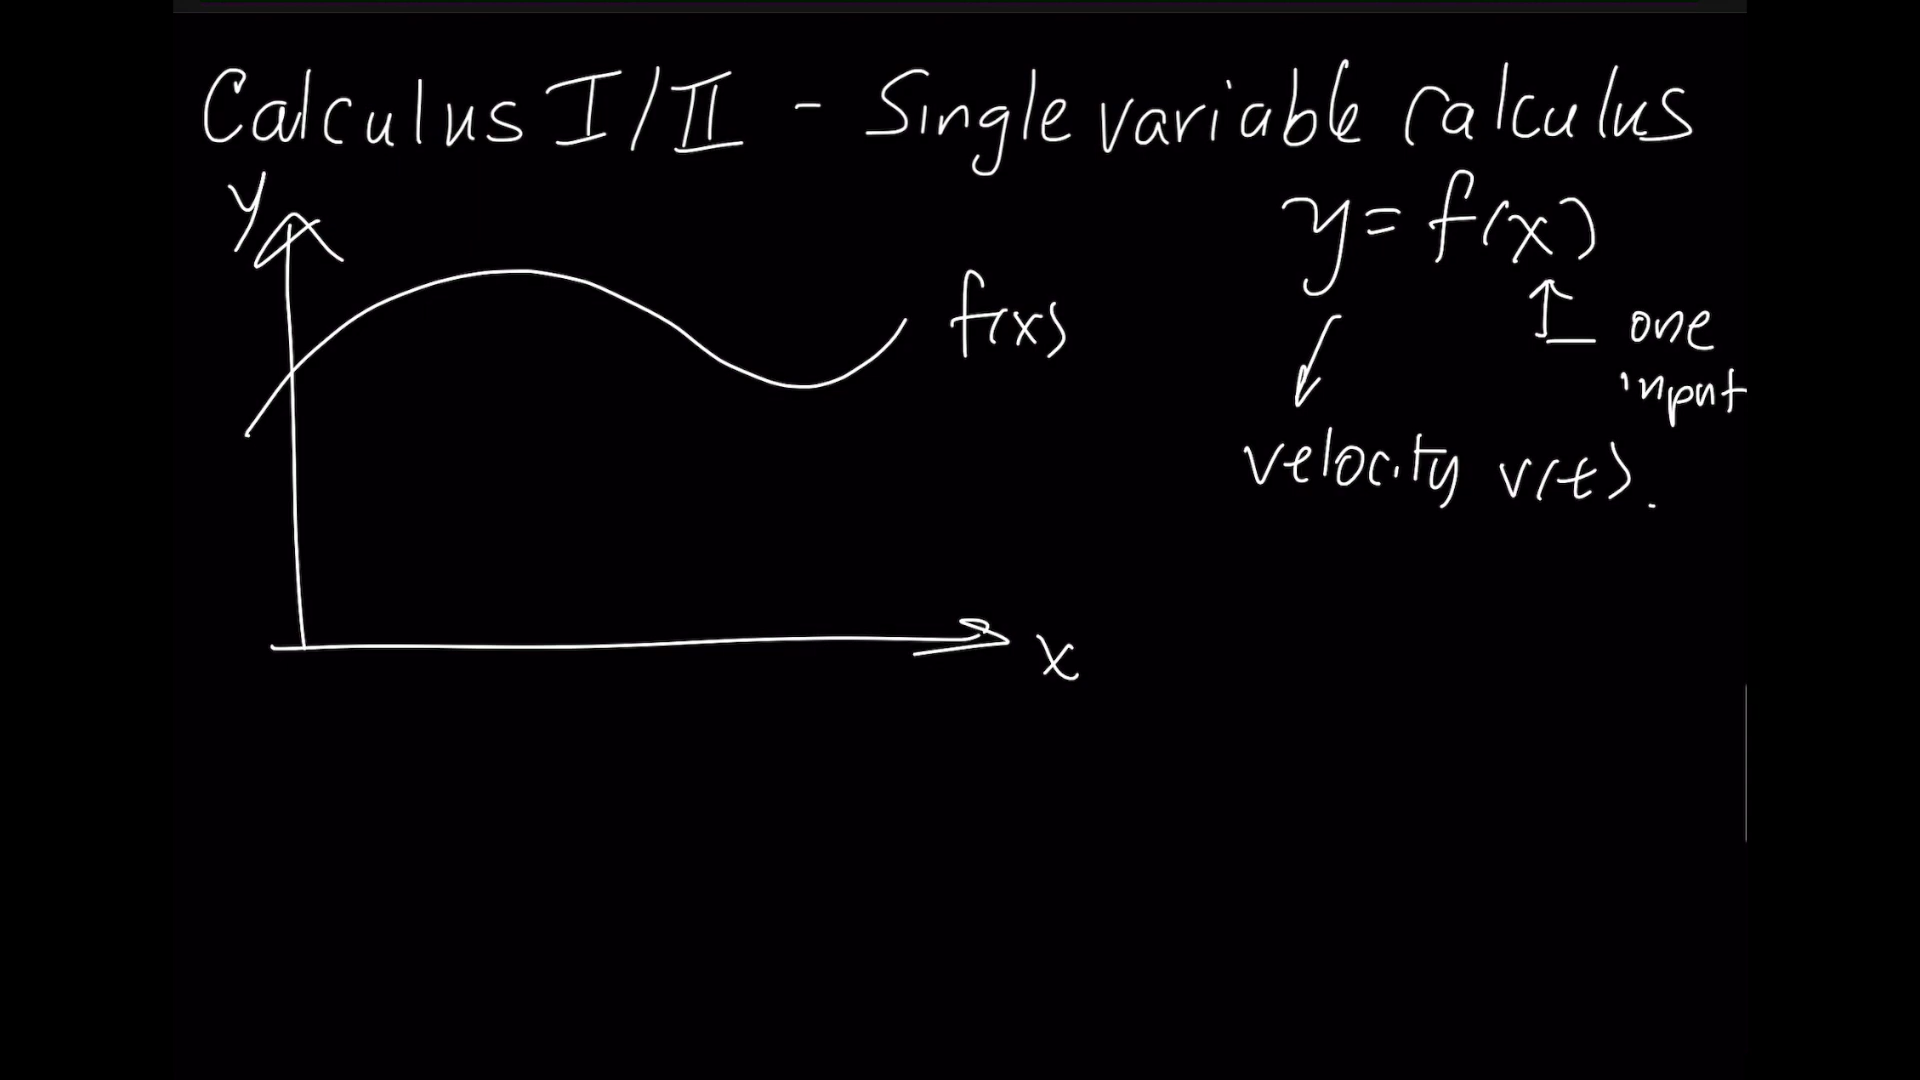 Calculus I/II - Single variable calculus
y
y = f(x)
f(x)
one
input
velocity v(t).
x